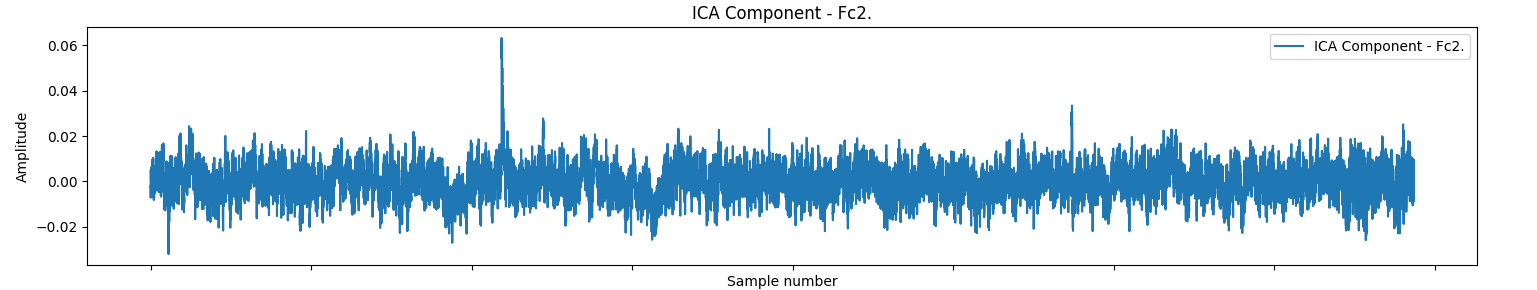 ICA Component - Fc2.
ICA Component - Fc2.
0.06
0.04
0.02
0.00
−0.02
Amplitude
Sample number